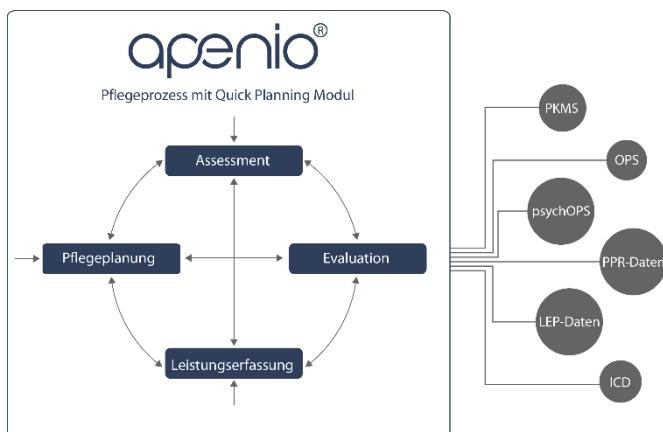 apenio®
Pflegeprozess mit Quick Planning Modul
Assessment
Pflegeplanung
Evaluation
Leistungserfassung
PKMS
OPS
psychOPS
PPR-Daten
LEP-Daten
ICD